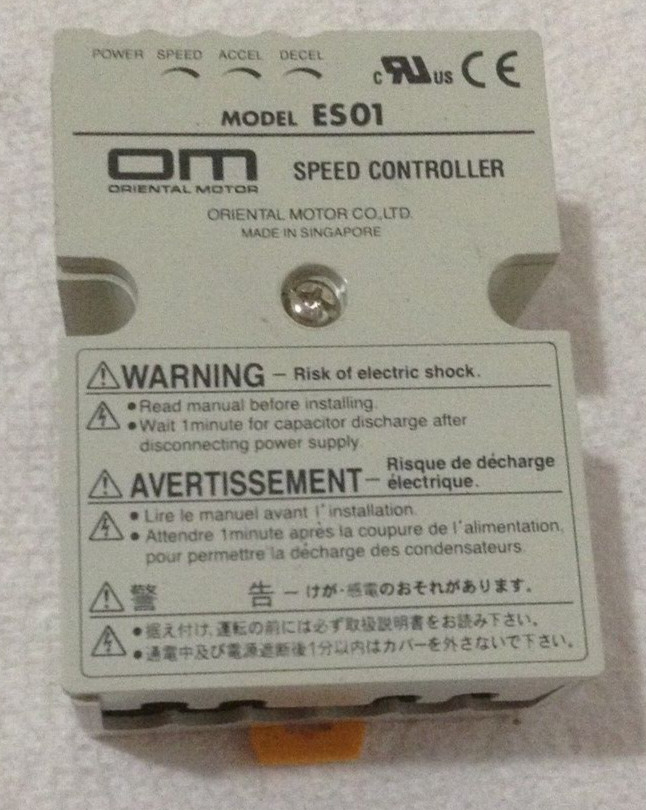 POWER SPEED ACCEL DECEL
c RU US CE
MODEL ES01
OM SPEED CONTROLLER
ORIENTAL MOTOR
ORIENTAL MOTOR CO.,LTD.
MADE IN SINGAPORE
WARNING – Risk of electric shock.
• Read manual before installing.
• Wait 1minute for capacitor discharge after
disconnecting power supply.
AVERTISSEMENT – Risque de décharge
électrique.
• Lire le manuel avant l'installation.
• Attendre 1minute après la coupure de l'alimentation,
pour permettre la décharge des condensateurs.
警 告 – けが・感電のおそれがあります。
• 据え付け,運転の前には必ず取扱説明書をお読み下さい。
• 通電中及び電源遮断後1分以内はカバーを外さないで下さい。